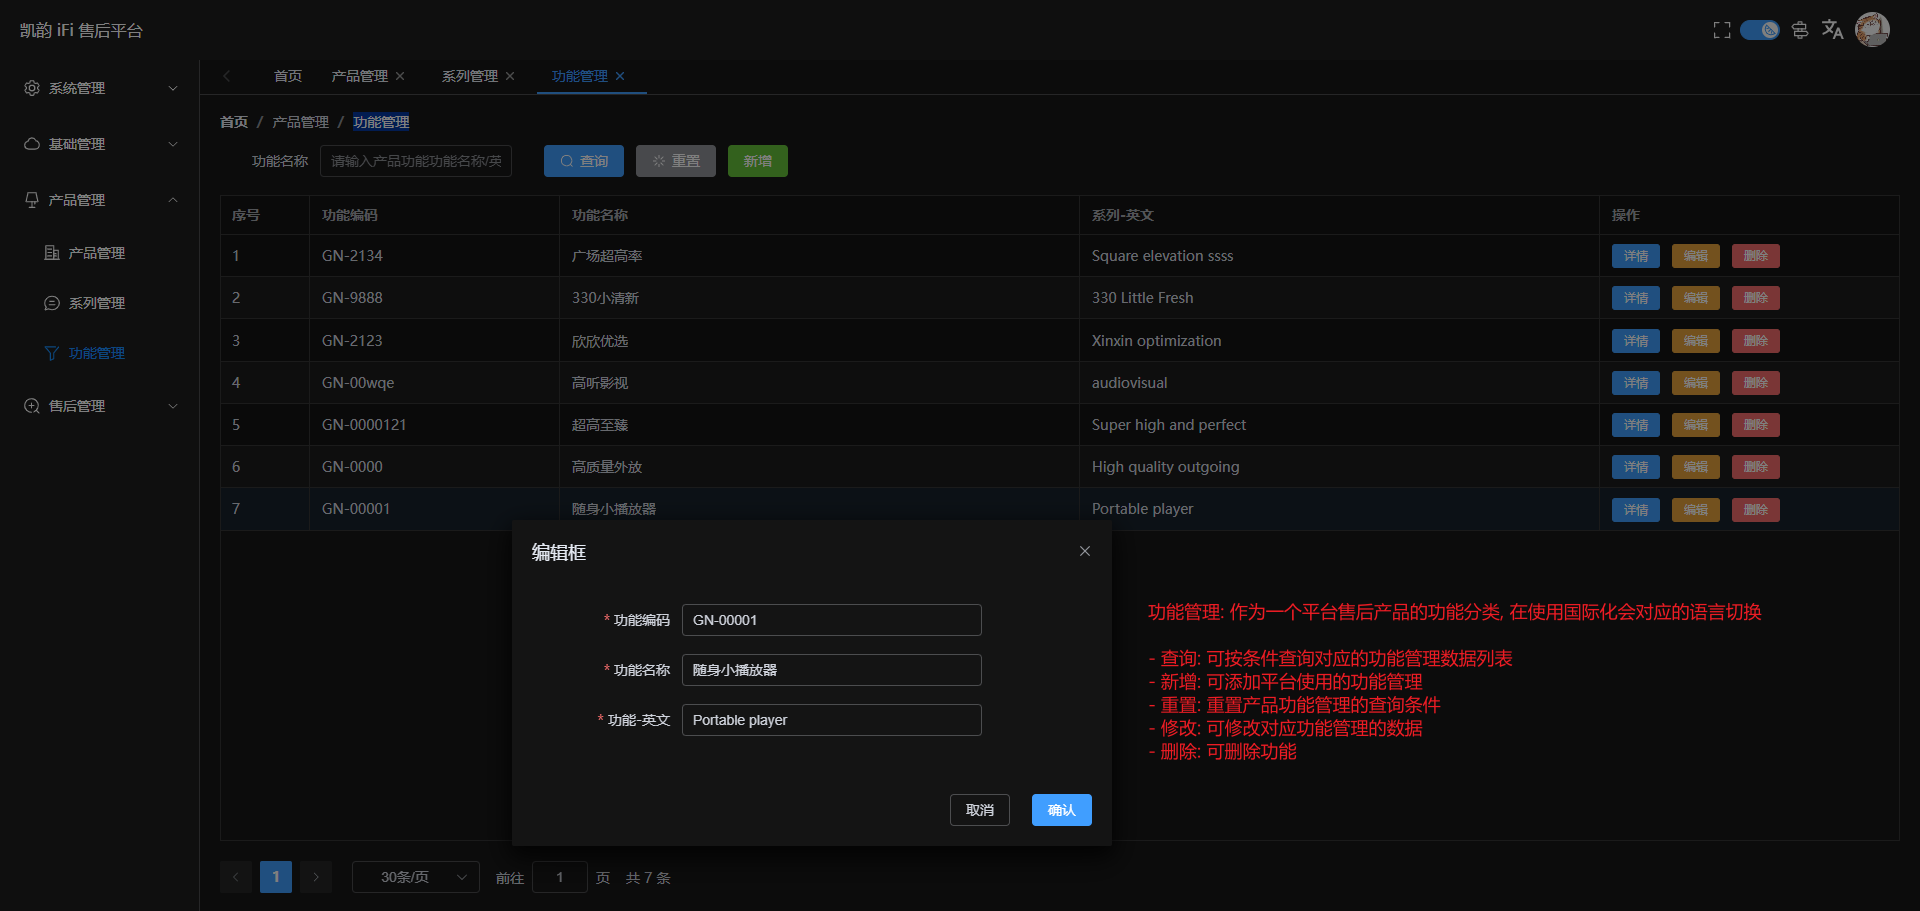 凯韵 iFi 售后平台
系统管理
基础管理
产品管理
产品管理
系列管理
功能管理
售后管理
首页 产品管理 系列管理 功能管理
首页 / 产品管理 / 功能管理
功能名称 请输入产品功能功能名称/英 查询 重置 新增
序号 功能编码 功能名称 系列-英文 操作
1 GN-2134 广场超高率 Square elevation ssss 详情 编辑 删除
2 GN-9888 330小清新 330 Little Fresh 详情 编辑 删除
3 GN-2123 欣欣优选 Xinxin optimization 详情 编辑 删除
4 GN-00wqe 高听影视 audiovisual 详情 编辑 删除
5 GN-0000121 超高至臻 Super high and perfect 详情 编辑 删除
6 GN-0000 高质量外放 High quality outgoing 详情 编辑 删除
7 GN-00001 随身小播放器 Portable player 详情 编辑 删除
编辑框
* 功能编码 GN-00001
* 功能名称 随身小播放器
* 功能-英文 Portable player
取消 确认
功能管理: 作为一个平台售后产品的功能分类, 在使用国际化会对应的语言切换
- 查询: 可按条件查询对应的功能管理数据列表
- 新增: 可添加平台使用的功能管理
- 重置: 重置产品功能管理的查询条件
- 修改: 可修改对应功能管理的数据
- 删除: 可删除功能
1 30条/页 前往 1 页 共 7 条